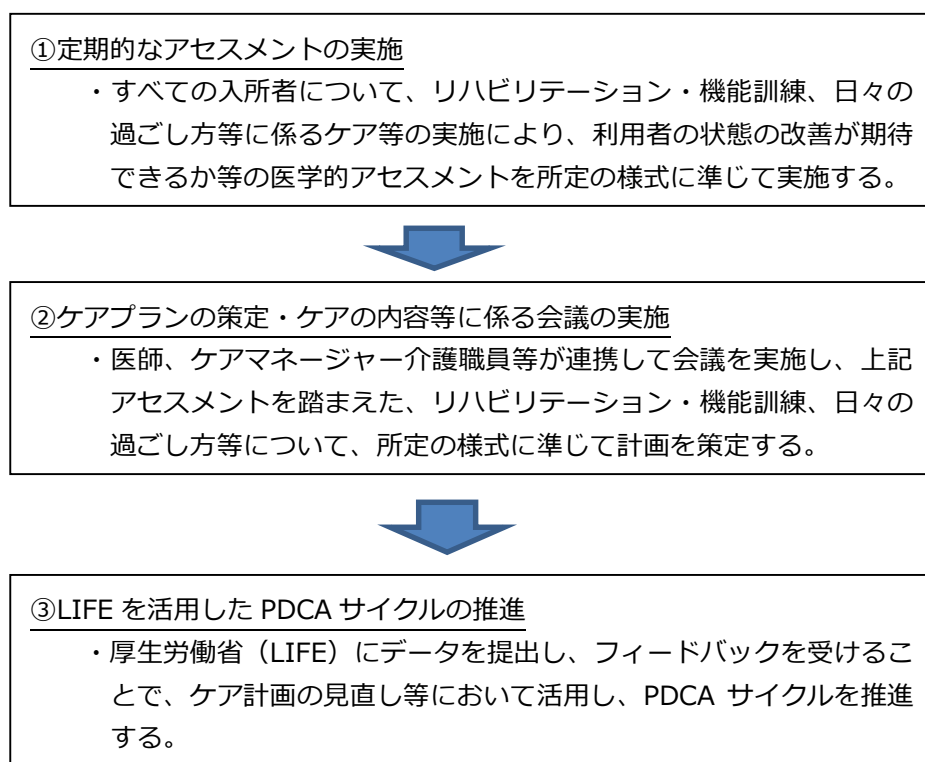 ①定期的なアセスメントの実施
・すべての入所者について、リハビリテーション・機能訓練、日々の
過ごし方等に係るケア等の実施により、利用者の状態の改善が期待
できるか等の医学的アセスメントを所定の様式に準じて実施する。
②ケアプランの策定・ケアの内容等に係る会議の実施
・医師、ケアマネージャー介護職員等が連携して会議を実施し、上記
アセスメントを踏まえた、リハビリテーション・機能訓練、日々の
過ごし方等について、所定の様式に準じて計画を策定する。
③LIFE を活用した PDCA サイクルの推進
・厚生労働省（LIFE）にデータを提出し、フィードバックを受けるこ
とで、ケア計画の見直し等において活用し、PDCA サイクルを推進
する。